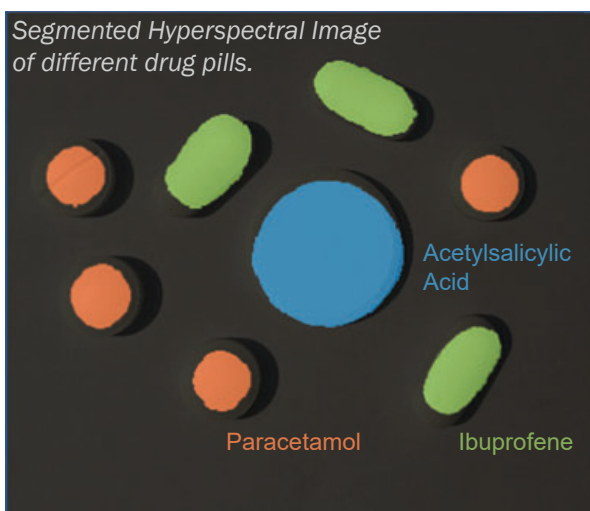 Segmented Hyperspectral Image
of different drug pills.
Acetylsalicylic
Acid
Paracetamol
Ibuprofene